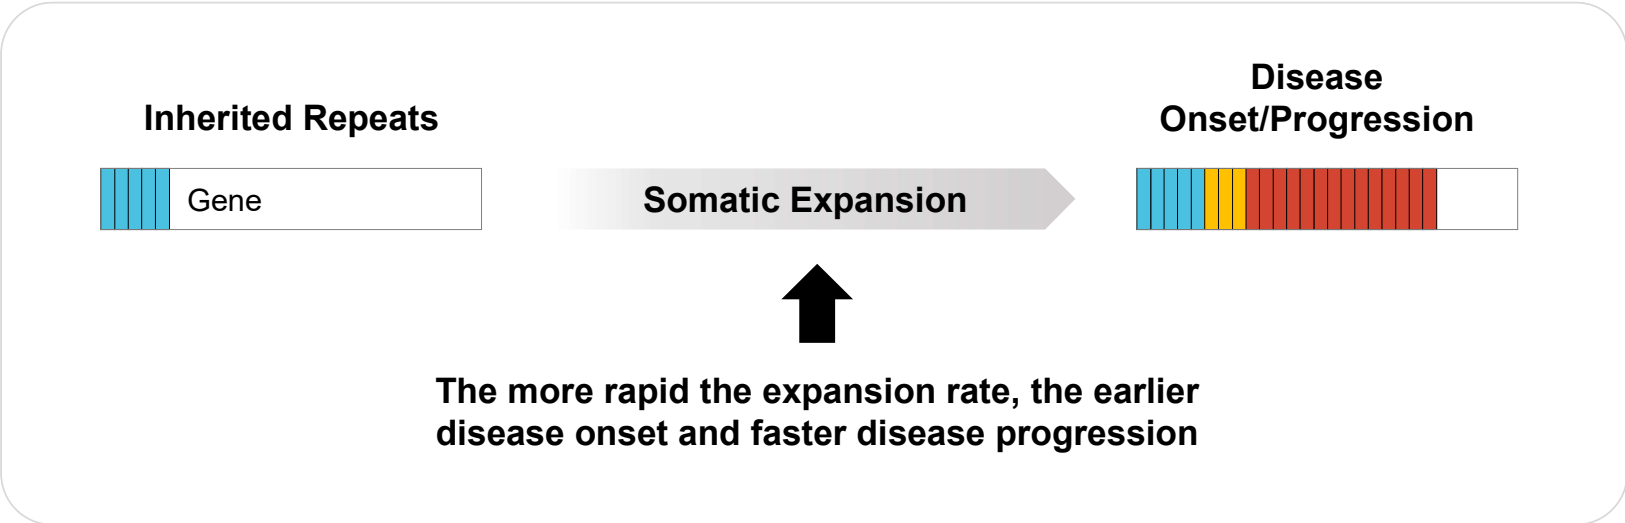 Inherited Repeats
Gene
Somatic Expansion
Disease
Onset/Progression
The more rapid the expansion rate, the earlier
disease onset and faster disease progression